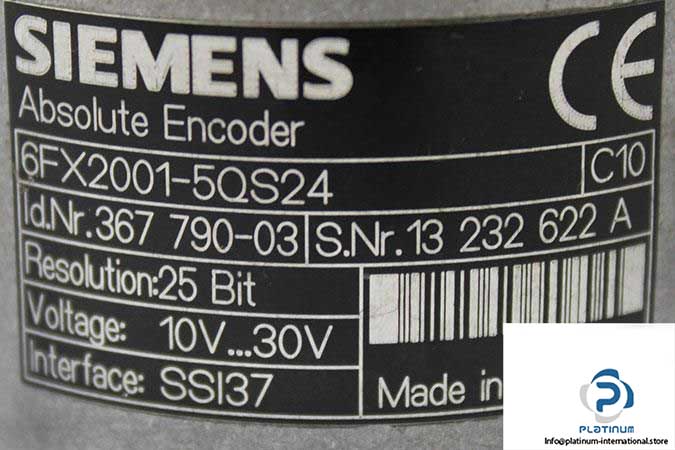 SIEMENS
CE
Absolute Encoder
6FX2001-5QS24 C10
Id.Nr. 367 790-03 S.Nr. 13 232 622 A
Resolution: 25 Bit
Voltage: 10V...30V
Interface: SSI37
Made in
PLATINUM
Info@platinum-international.store